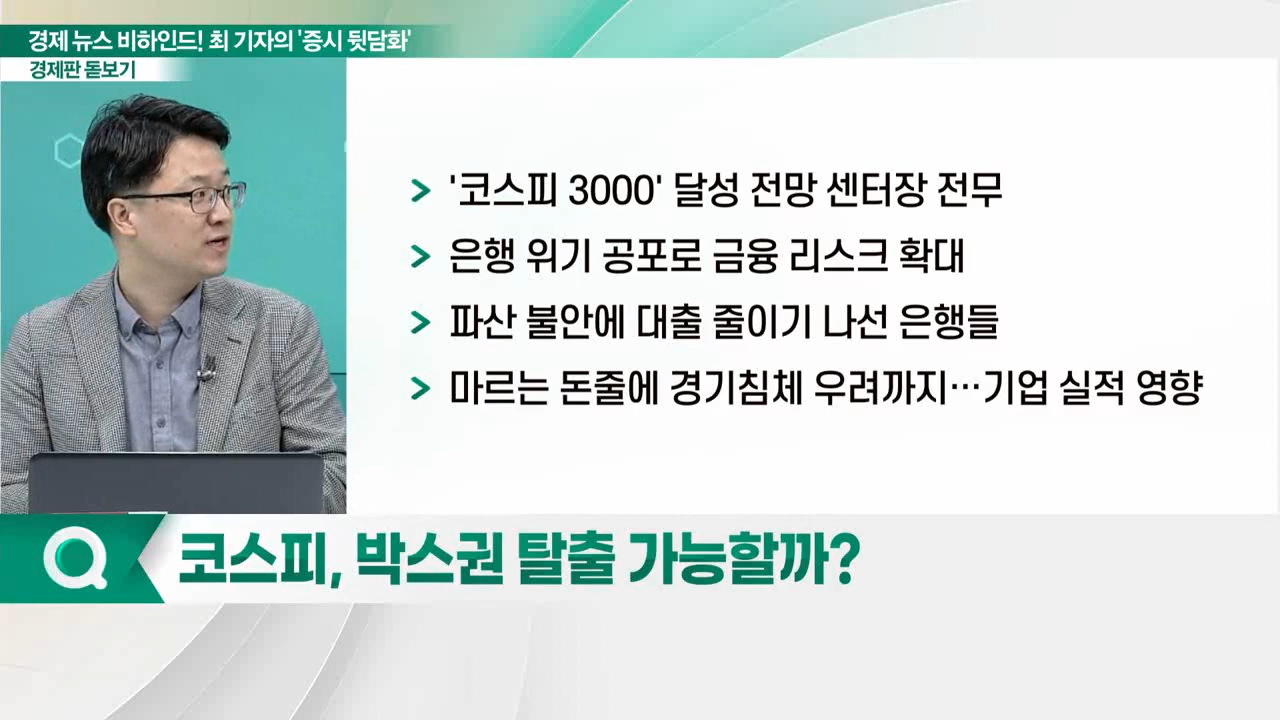 경제 뉴스 비하인드! 최 기자의 '증시 뒷담화'
경제판 돋보기
> '코스피 3000' 달성 전망 센터장 전무
> 은행 위기 공포로 금융 리스크 확대
> 파산 불안에 대출 줄이기 나선 은행들
> 마르는 돈줄에 경기침체 우려까지…기업 실적 영향
Q 코스피, 박스권 탈출 가능할까?